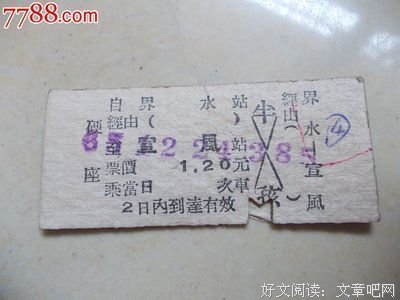 7788.com
自界水站
經由( )
至宣風站
票價 1.20元
乘當日 次車
2日內到達有效
硬座
半
孩
經由( )
界水—宣風
④
好文阅读：文章吧网